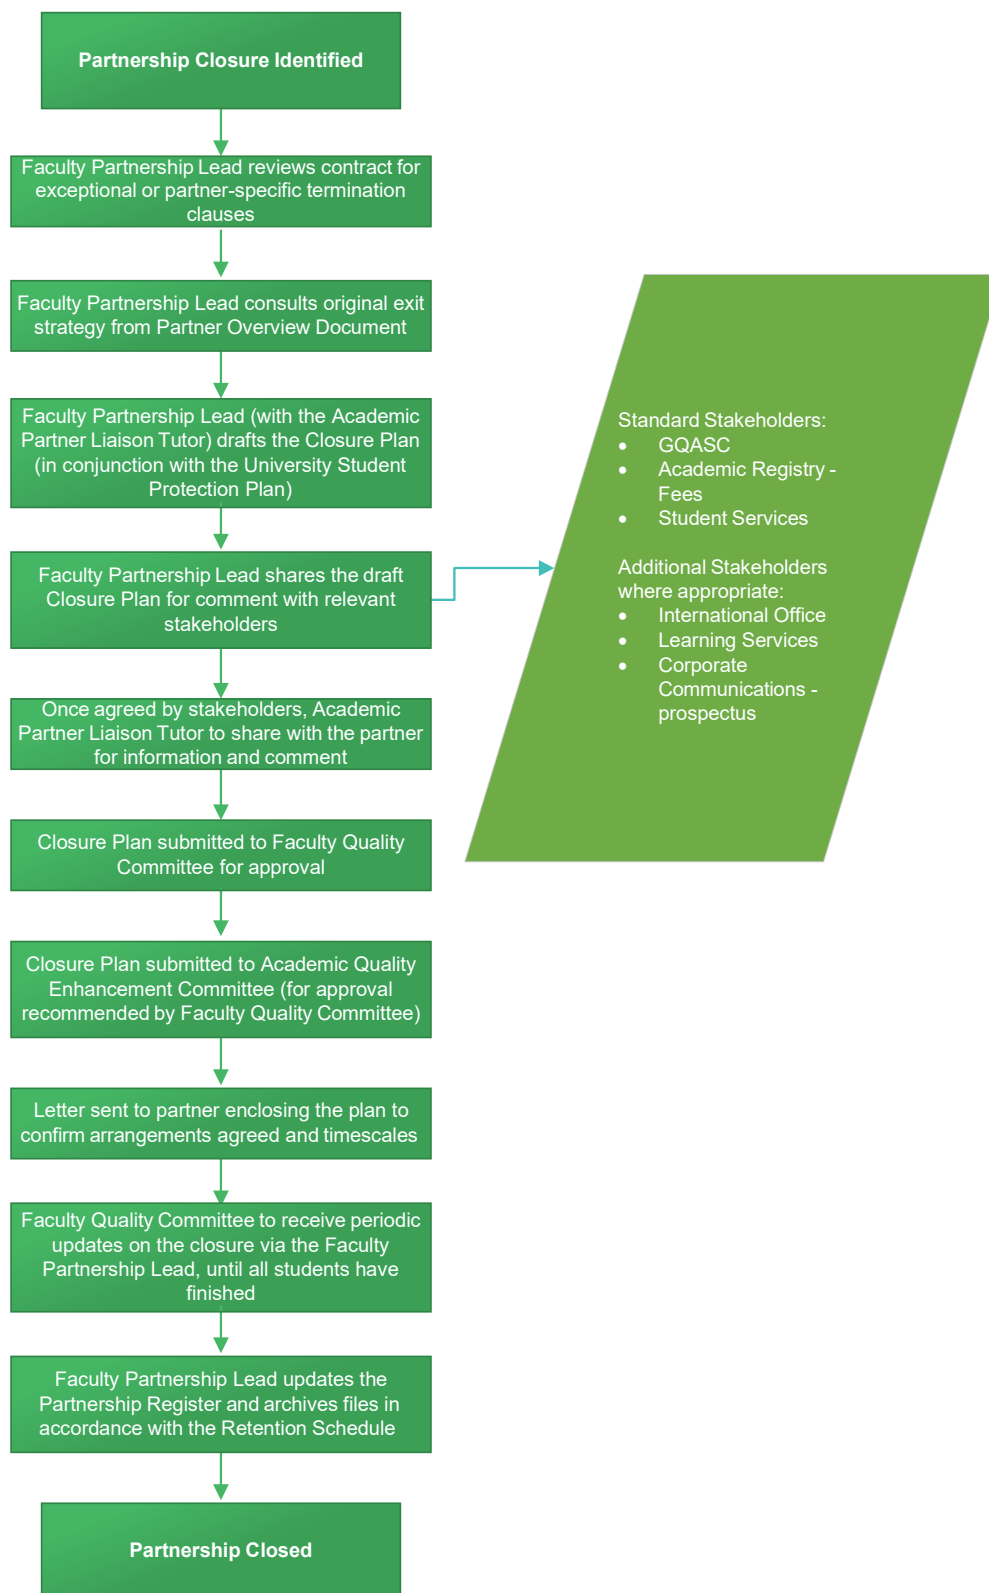 Partnership Closure Identified
Faculty Partnership Lead reviews contract for
exceptional or partner-specific termination
clauses
Faculty Partnership Lead consults original exit
strategy from Partner Overview Document
Faculty Partnership Lead (with the Academic
Partner Liaison Tutor) drafts the Closure Plan
(in conjunction with the University Student
Protection Plan)
Faculty Partnership Lead shares the draft
Closure Plan for comment with relevant
stakeholders
Standard Stakeholders:
• GQASC
• Academic Registry -
Fees
• Student Services
Additional Stakeholders
where appropriate:
• International Office
• Learning Services
• Corporate
Communications -
prospectus
Once agreed by stakeholders, Academic
Partner Liaison Tutor to share with the partner
for information and comment
Closure Plan submitted to Faculty Quality
Committee for approval
Closure Plan submitted to Academic Quality
Enhancement Committee (for approval
recommended by Faculty Quality Committee)
Letter sent to partner enclosing the plan to
confirm arrangements agreed and timescales
Faculty Quality Committee to receive periodic
updates on the closure via the Faculty
Partnership Lead, until all students have
finished
Faculty Partnership Lead updates the
Partnership Register and archives files in
accordance with the Retention Schedule
Partnership Closed